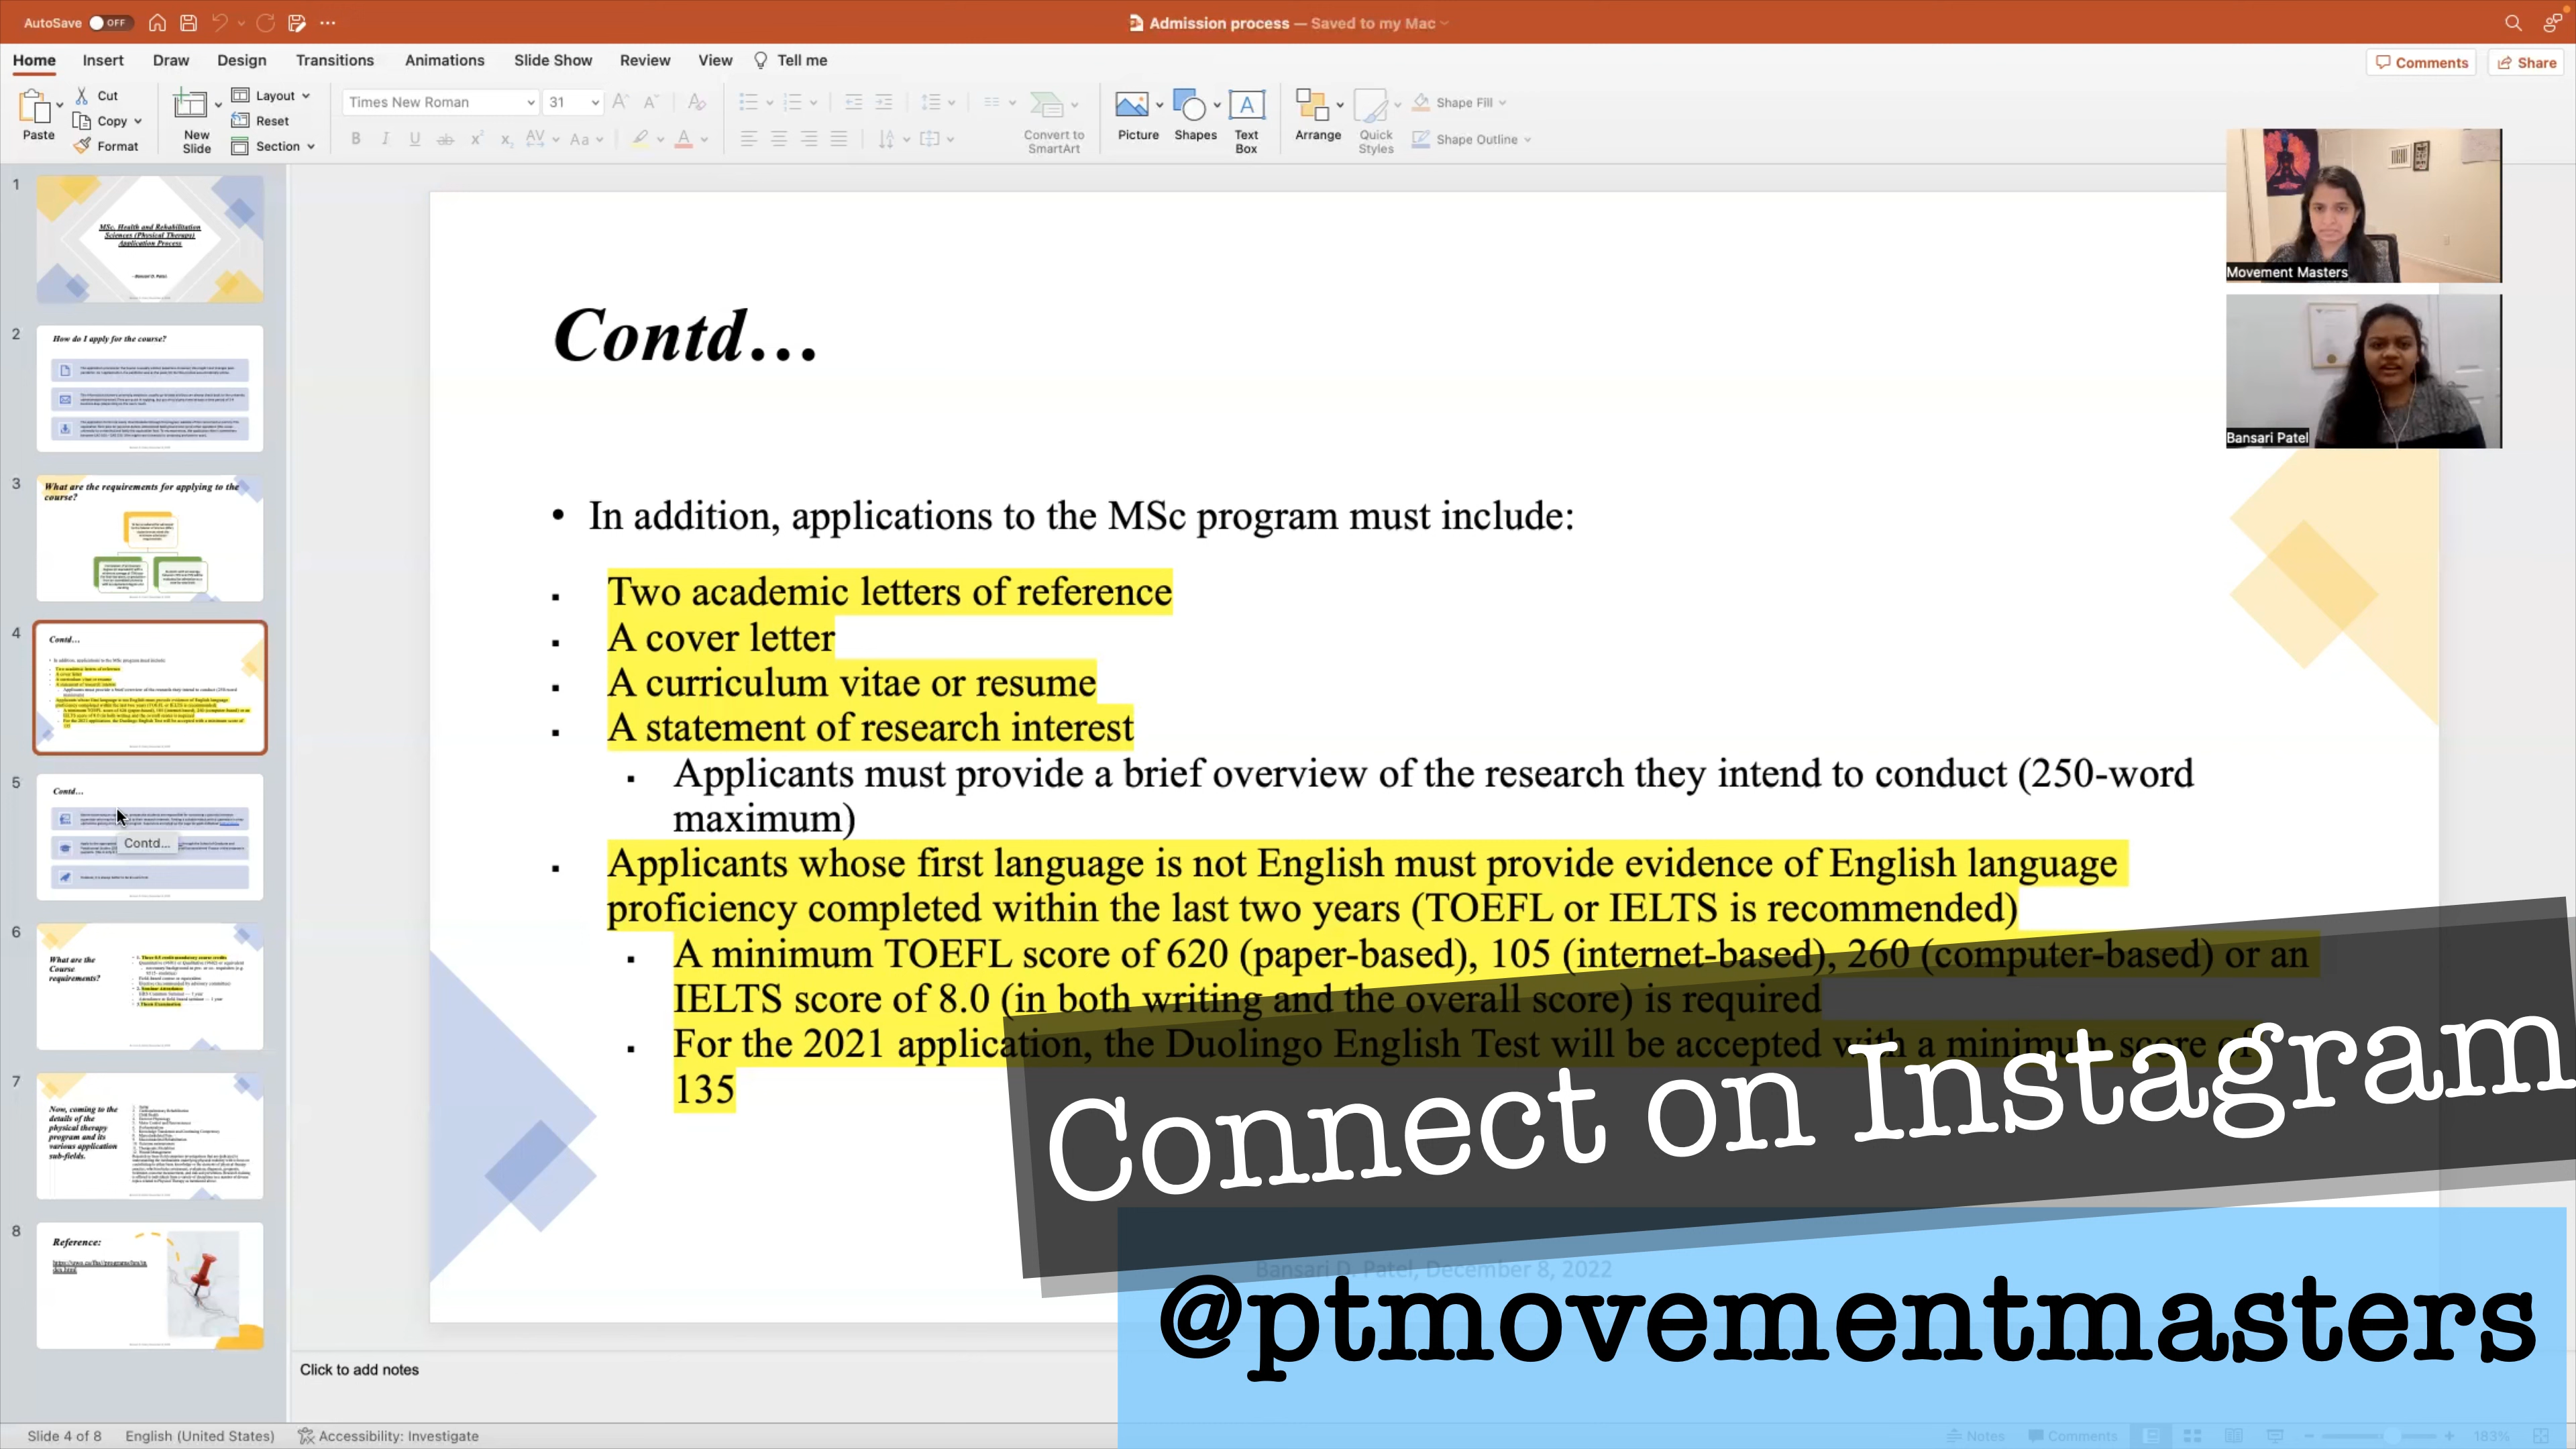 AutoSave OFF
Admission process — Saved to my Mac
Home Insert Draw Design Transitions Animations Slide Show Review View Tell me
Comments Share
Paste
Cut
Copy
Format
New Slide
Layout
Reset
Section
Times New Roman 31
Convert to SmartArt
Picture
Shapes
Text Box
Arrange
Quick Styles
Shape Fill
Shape Outline
1
MSc. Health and Rehabilitation
Sciences (Physical Therapy)
Application Process
-Bansari D. Patel
2
How do I apply for the course?
3
What are the requirements for applying to the
course?
4
Contd...
5
Contd...
Contd...
6
What are the
Course
requirements?
7
Now, coming to the
details of the
physical therapy
program and its
various application
sub-fields.
8
Reference:
Movement Masters
Bansari Patel
Contd...
• In addition, applications to the MSc program must include:
▪ Two academic letters of reference
▪ A cover letter
▪ A curriculum vitae or resume
▪ A statement of research interest
▪ Applicants must provide a brief overview of the research they intend to conduct (250-word
maximum)
▪ Applicants whose first language is not English must provide evidence of English language
proficiency completed within the last two years (TOEFL or IELTS is recommended)
▪ A minimum TOEFL score of 620 (paper-based), 105 (internet-based), 260 (computer-based) or an
IELTS score of 8.0 (in both writing and the overall score) is required
▪ For the 2021 application, the Duolingo English Test will be accepted with a minimum score of
135
Connect on Instagram
Bansari D. Patel, December 8, 2022
@ptmovementmasters
Click to add notes
Slide 4 of 8 English (United States) Accessibility: Investigate
Notes Comments 183%